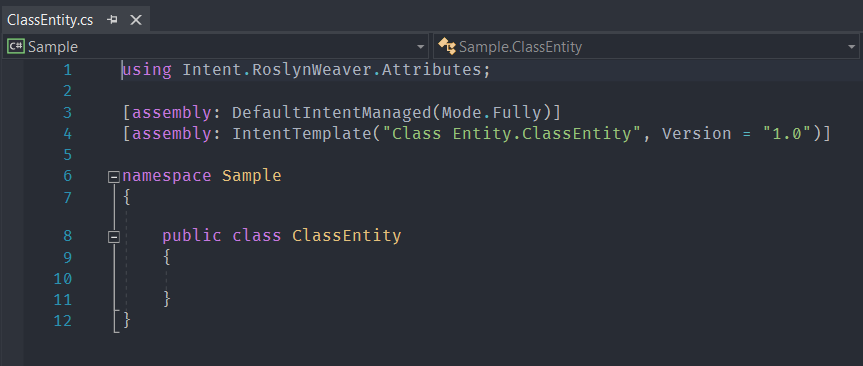 ClassEntity.cs
C# Sample
Sample.ClassEntity
1 using Intent.RoslynWeaver.Attributes;
2
3 [assembly: DefaultIntentManaged(Mode.Fully)]
4 [assembly: IntentTemplate("Class Entity.ClassEntity", Version = "1.0")]
5
6 namespace Sample
7 {
8 public class ClassEntity
9 {
10
11 }
12 }